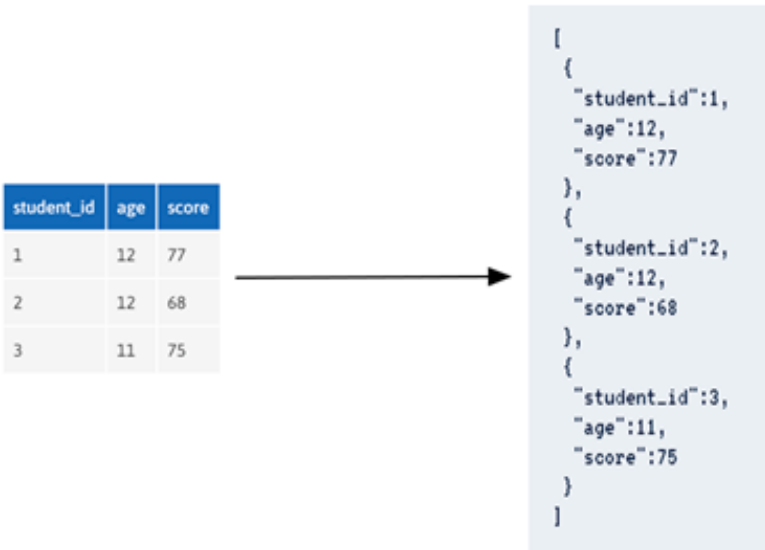 student_id age score
1 12 77
2 12 68
3 11 75
[
{
"student_id":1,
"age":12,
"score":77
},
{
"student_id":2,
"age":12,
"score":68
},
{
"student_id":3,
"age":11,
"score":75
}
]